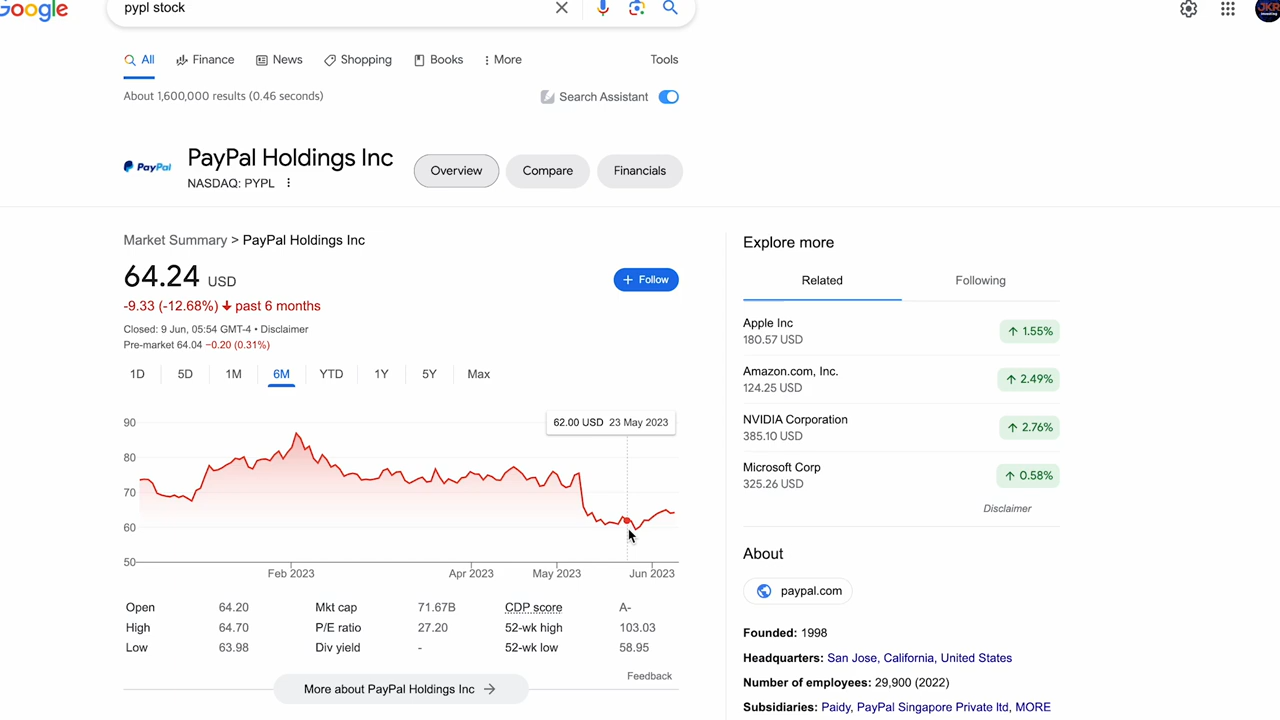 Google
pypl stock
All Finance News Shopping Books More Tools
About 1,600,000 results (0.46 seconds) Search Assistant
PayPal
PayPal Holdings Inc
NASDAQ: PYPL
Overview Compare Financials
Market Summary > PayPal Holdings Inc
64.24 USD
+ Follow
-9.33 (-12.68%) past 6 months
Closed: 9 Jun, 05:54 GMT-4 • Disclaimer
Pre-market 64.04 −0.20 (0.31%)
1D 5D 1M 6M YTD 1Y 5Y Max
62.00 USD 23 May 2023
90
80
70
60
50
Feb 2023 Apr 2023 May 2023 Jun 2023
Open 64.20 Mkt cap 71.67B CDP score A-
High 64.70 P/E ratio 27.20 52-wk high 103.03
Low 63.98 Div yield - 52-wk low 58.95
Feedback
More about PayPal Holdings Inc
JKR
Explore more
Related Following
Apple Inc
180.57 USD
1.55%
Amazon.com, Inc.
124.25 USD
2.49%
NVIDIA Corporation
385.10 USD
2.76%
Microsoft Corp
325.26 USD
0.58%
Disclaimer
About
paypal.com
Founded: 1998
Headquarters: San Jose, California, United States
Number of employees: 29,900 (2022)
Subsidiaries: Paidy, PayPal Singapore Private ltd, MORE